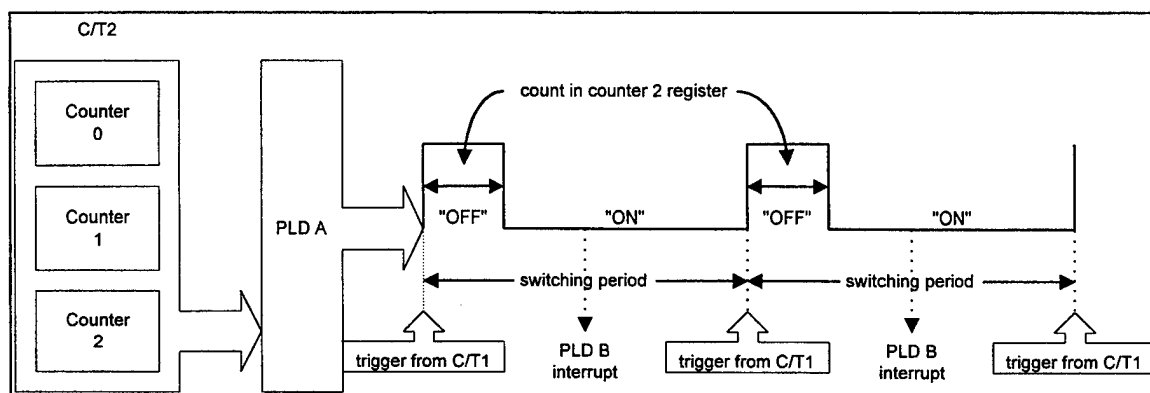 C/T2
Counter
0
Counter
1
Counter
2
PLD A
count in counter 2 register
"OFF"
"ON"
"OFF"
"ON"
switching period
switching period
trigger from C/T1
PLD B
interrupt
trigger from C/T1
PLD B
interrupt
trigger from C/T1